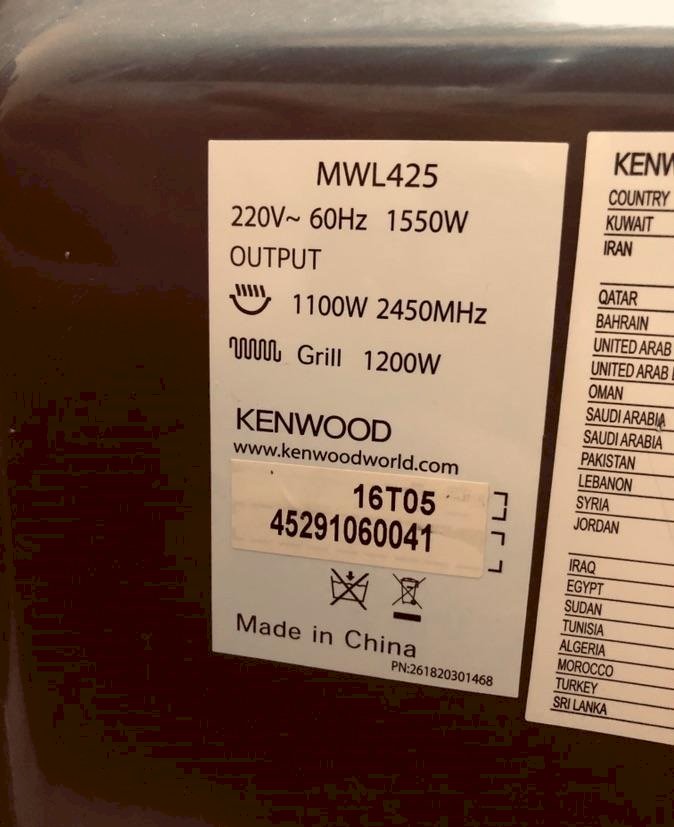 MWL425
220V~ 60Hz 1550W
OUTPUT
1100W 2450MHz
Grill 1200W
KENWOOD
www.kenwoodworld.com
16T05
45291060041
Made in China
PN:261820301468
KENW
COUNTRY
KUWAIT
IRAN
QATAR
BAHRAIN
UNITED ARAB
UNITED ARAB
OMAN
SAUDI ARABIA
SAUDI ARABIA
PAKISTAN
LEBANON
SYRIA
JORDAN
IRAQ
EGYPT
SUDAN
TUNISIA
ALGERIA
MOROCCO
TURKEY
SRI LANKA